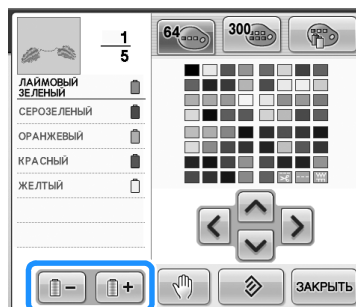 1
5
64
300
ЛАЙМОВЫЙ
ЗЕЛЕНЫЙ
СЕРОЗЕЛЕНЫЙ
ОРАНЖЕВЫЙ
КРАСНЫЙ
ЖЕЛТЫЙ
− +
ЗАКРЫТЬ